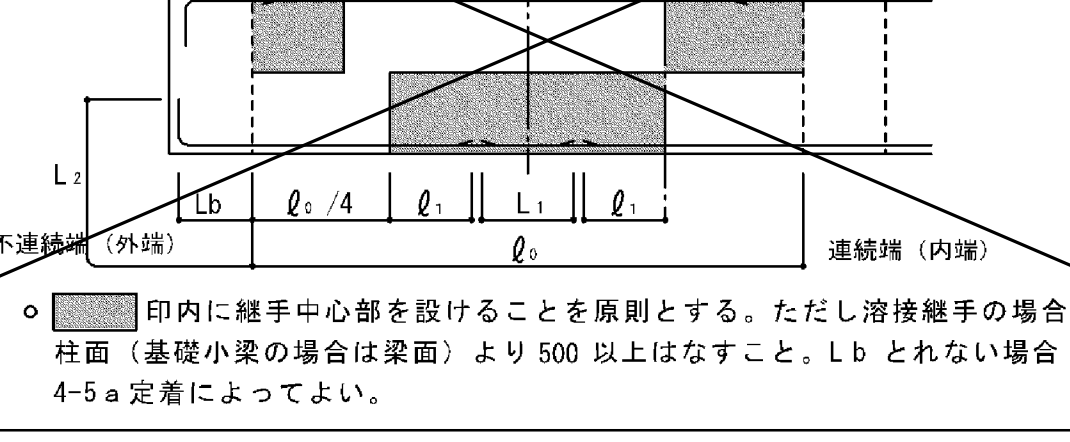 L₂
Lb ℓ₀ /4 ℓ₁ L₁ ℓ₁
不連続端（外端） ℓ₀ 連続端（内端）
印内に継手中心部を設けることを原則とする。ただし溶接継手の場合
柱面（基礎小梁の場合は梁面）より 500 以上はなすこと。Lb とれない場合
4-5a定着によってよい。